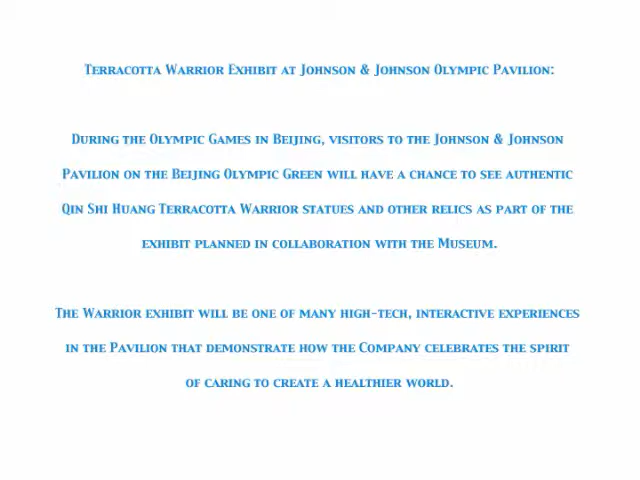 Terracotta Warrior Exhibit at Johnson & Johnson Olympic Pavilion:
During the Olympic Games in Beijing, visitors to the Johnson & Johnson
Pavilion on the Beijing Olympic Green will have a chance to see authentic
Qin Shi Huang Terracotta Warrior statues and other relics as part of the
exhibit planned in collaboration with the Museum.
The Warrior exhibit will be one of many high-tech, interactive experiences
in the Pavilion that demonstrate how the Company celebrates the spirit
of caring to create a healthier world.